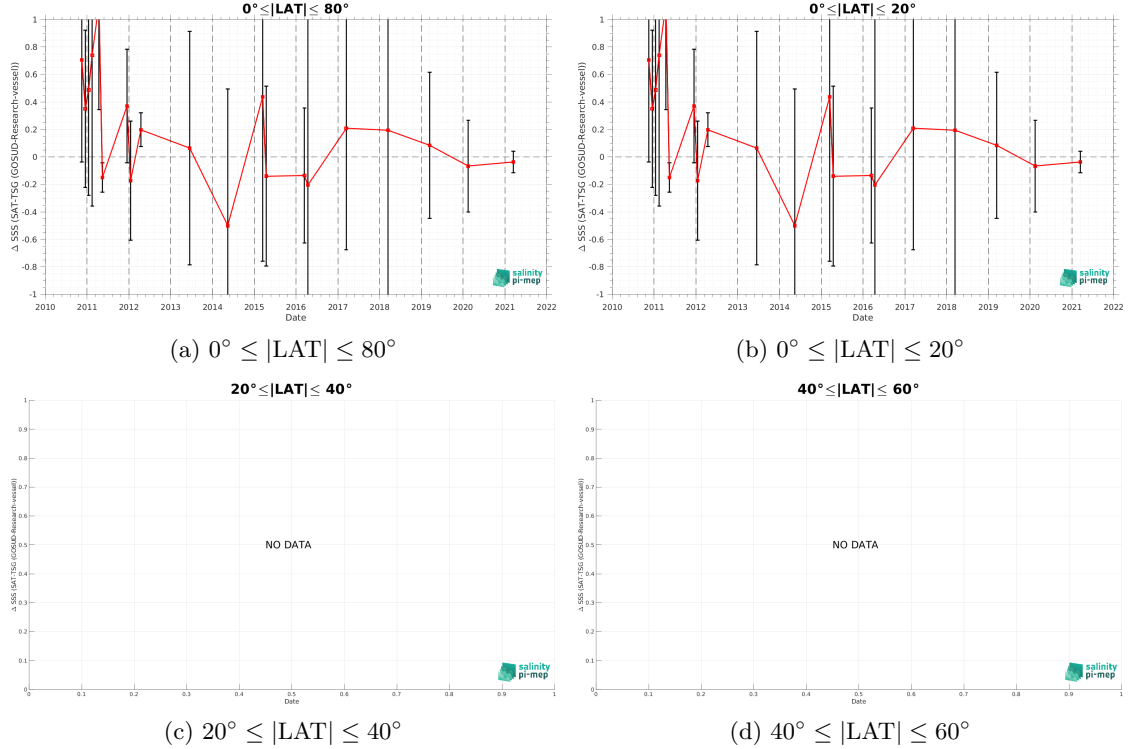 0°≤|LAT|≤ 80°
1
0.8
0.6
0.4
0.2
0
-0.2
-0.4
-0.6
-0.8
-1
Δ SSS (SAT-TSG (GOSUD-Research-vessel))
salinity
pi-mep
2010 2011 2012 2013 2014 2015 2016 2017 2018 2019 2020 2021 2022
Date
(a) 0° ≤ |LAT| ≤ 80°
0°≤|LAT|≤ 20°
1
0.8
0.6
0.4
0.2
0
-0.2
-0.4
-0.6
-0.8
-1
Δ SSS (SAT-TSG (GOSUD-Research-vessel))
salinity
pi-mep
2010 2011 2012 2013 2014 2015 2016 2017 2018 2019 2020 2021 2022
Date
(b) 0° ≤ |LAT| ≤ 20°
20°≤|LAT|≤ 40°
1
0.9
0.8
0.7
0.6
0.5
0.4
0.3
0.2
0.1
0
Δ SSS (SAT-TSG (GOSUD-Research-vessel))
NO DATA
salinity
pi-mep
0 0.1 0.2 0.3 0.4 0.5 0.6 0.7 0.8 0.9 1
Date
(c) 20° ≤ |LAT| ≤ 40°
40°≤|LAT|≤ 60°
1
0.9
0.8
0.7
0.6
0.5
0.4
0.3
0.2
0.1
0
Δ SSS (SAT-TSG (GOSUD-Research-vessel))
NO DATA
salinity
pi-mep
0 0.1 0.2 0.3 0.4 0.5 0.6 0.7 0.8 0.9 1
Date
(d) 40° ≤ |LAT| ≤ 60°